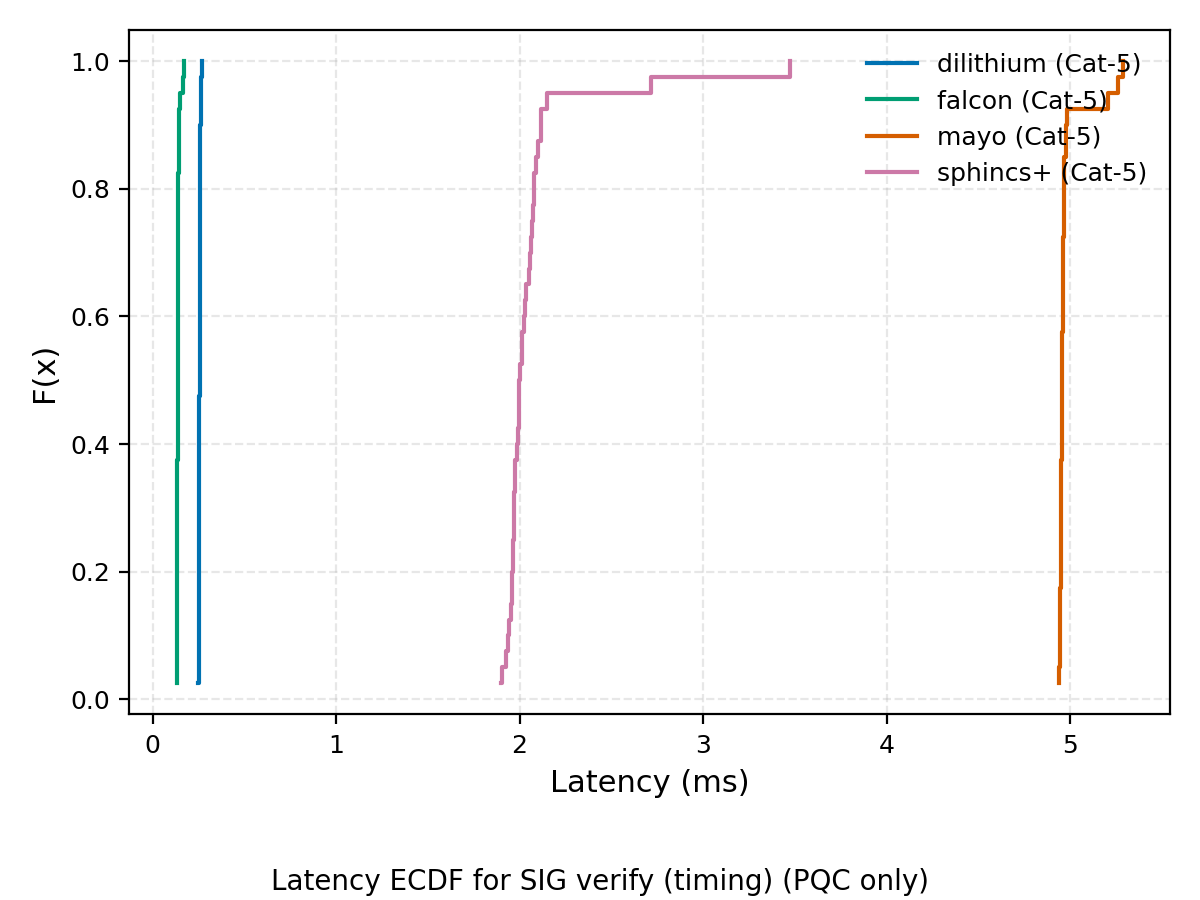 1.0
0.8
0.6
0.4
0.2
0.0
F(x)
0 1 2 3 4 5
Latency (ms)
dilithium (Cat-5)
falcon (Cat-5)
mayo (Cat-5)
sphincs+ (Cat-5)
Latency ECDF for SIG verify (timing) (PQC only)